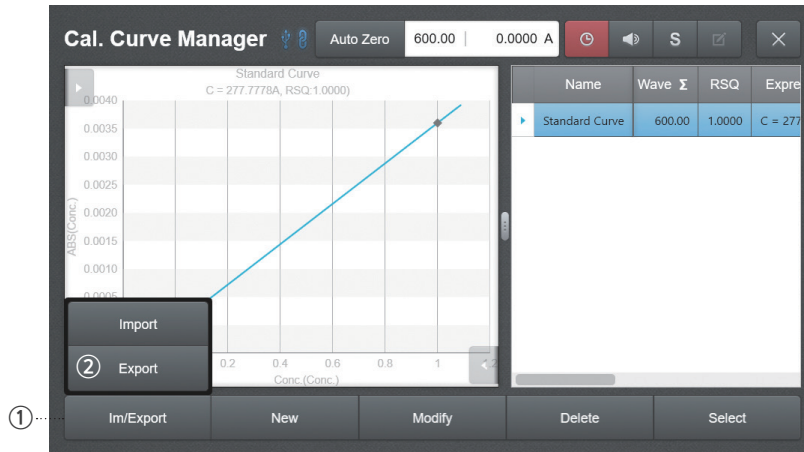 Cal. Curve Manager Auto Zero 600.00 | 0.0000 A S
Standard Curve
C = 277.7778A, RSQ:1.0000)
ABS(Conc.)
0.0040
0.0035
0.0030
0.0025
0.0020
0.0015
0.0010
0.0005
0.2 0.4 0.6 0.8 1
Conc.(Conc.)
Name Wave Σ RSQ Expre
Standard Curve 600.00 1.0000 C = 277
Import
② Export
① Im/Export New Modify Delete Select